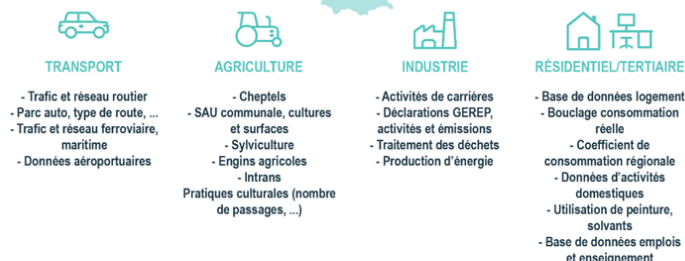 TRANSPORT
- Trafic et réseau routier
- Parc auto, type de route, ...
- Trafic et réseau ferroviaire,
maritime
- Données aéroportuaires
AGRICULTURE
- Cheptels
- SAU communale, cultures
et surfaces
- Sylviculture
- Engins agricoles
- Intrans
Pratiques culturales (nombre
de passages, ...)
INDUSTRIE
- Activités de carrières
- Déclarations GEREP,
activités et émissions
- Traitement des déchets
- Production d'énergie
RÉSIDENTIEL/TERTIAIRE
- Base de données logement
- Bouclage consommation
réelle
- Coefficient de
consommation régionale
- Données d'activités
domestiques
- Utilisation de peinture,
solvants
- Base de données emplois
et enseignement